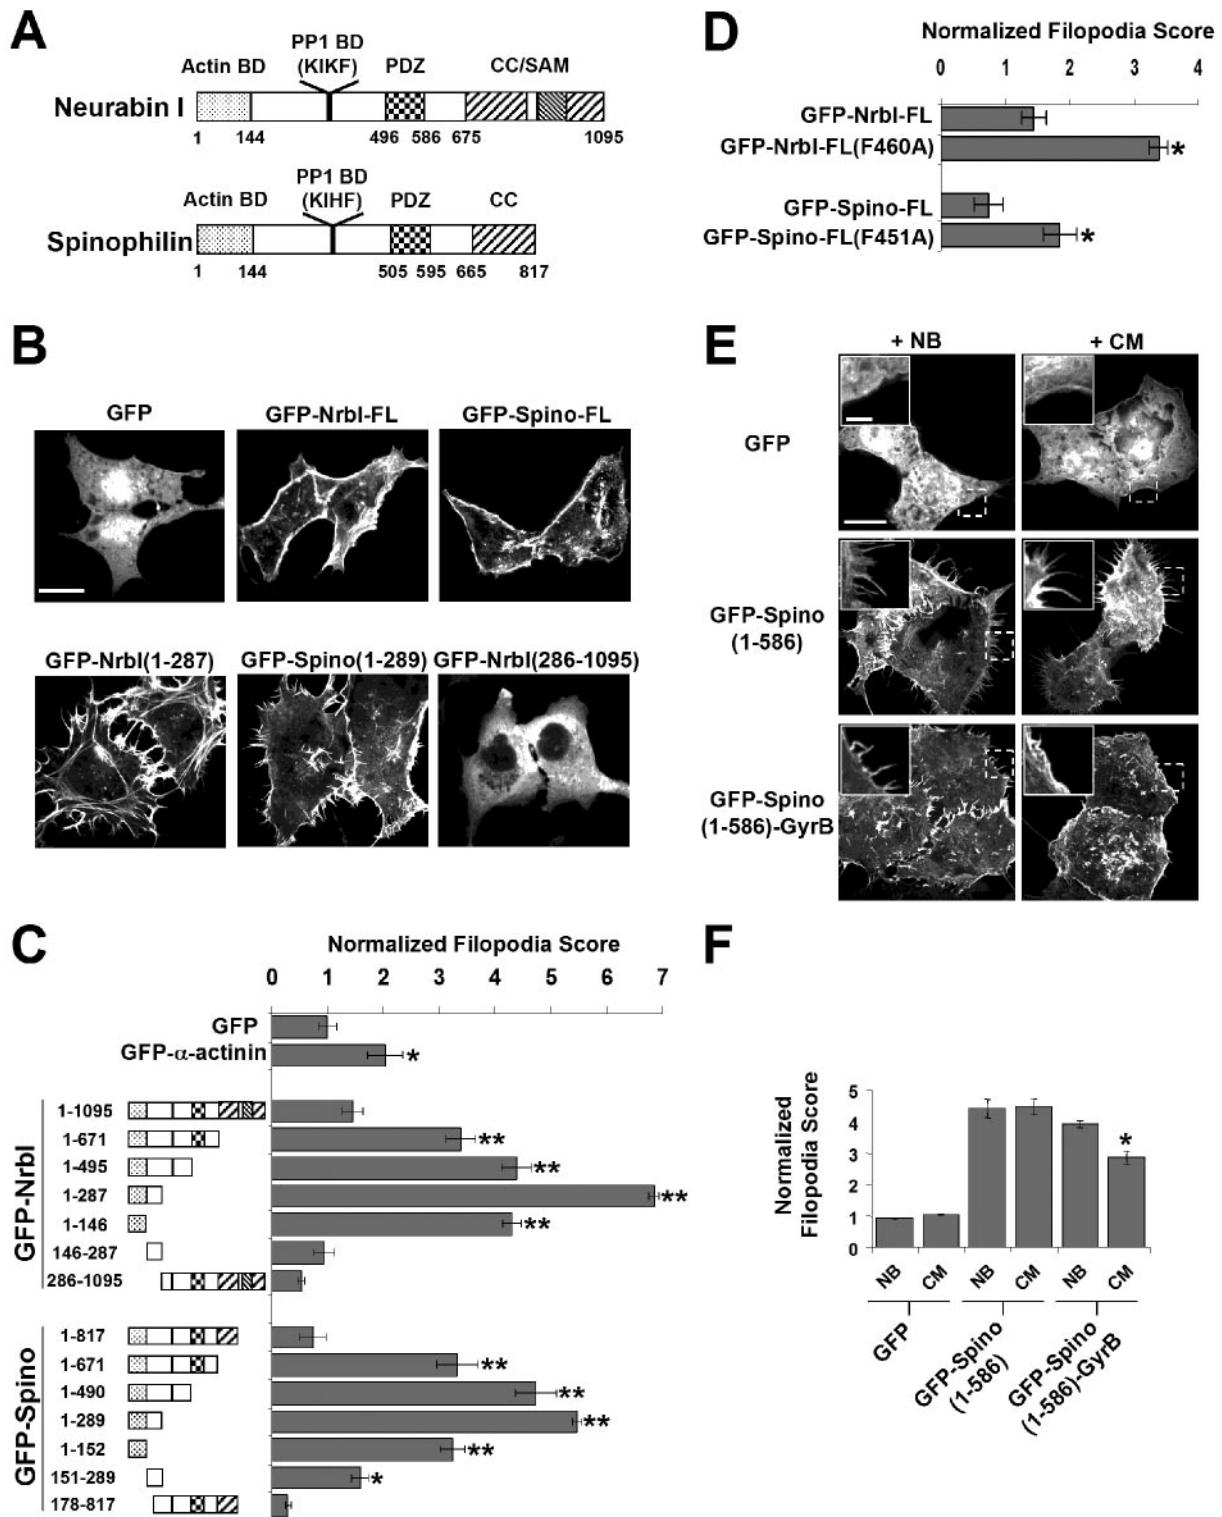 A
Actin BD
PP1 BD
(KIKF)
PDZ
CC/SAM
Neurabin I
1
144
496
586
675
1095
Actin BD
PP1 BD
(KIHF)
PDZ
CC
Spinophilin
1
144
505
595
665
817
B
GFP
GFP-NrbI-FL
GFP-Spino-FL
GFP-NrbI(1-287)
GFP-Spino(1-289)
GFP-NrbI(286-1095)
C
Normalized Filopodia Score
0 1 2 3 4 5 6 7
GFP
GFP-α-actinin
*
GFP-NrbI
1-1095
1-671
**
1-495
**
1-287
**
1-146
**
146-287
286-1095
GFP-Spino
1-817
1-671
**
1-490
**
1-289
**
1-152
**
151-289
*
178-817
D
Normalized Filopodia Score
0 1 2 3 4
GFP-NrbI-FL
GFP-NrbI-FL(F460A)
*
GFP-Spino-FL
GFP-Spino-FL(F451A)
*
E
+ NB
+ CM
GFP
GFP-Spino
(1-586)
GFP-Spino
(1-586)-GyrB
F
Normalized
Filopodia Score
5
4
3
2
1
0
*
NB
CM
NB
CM
NB
CM
GFP
GFP-Spino
(1-586)
GFP-Spino
(1-586)-GyrB